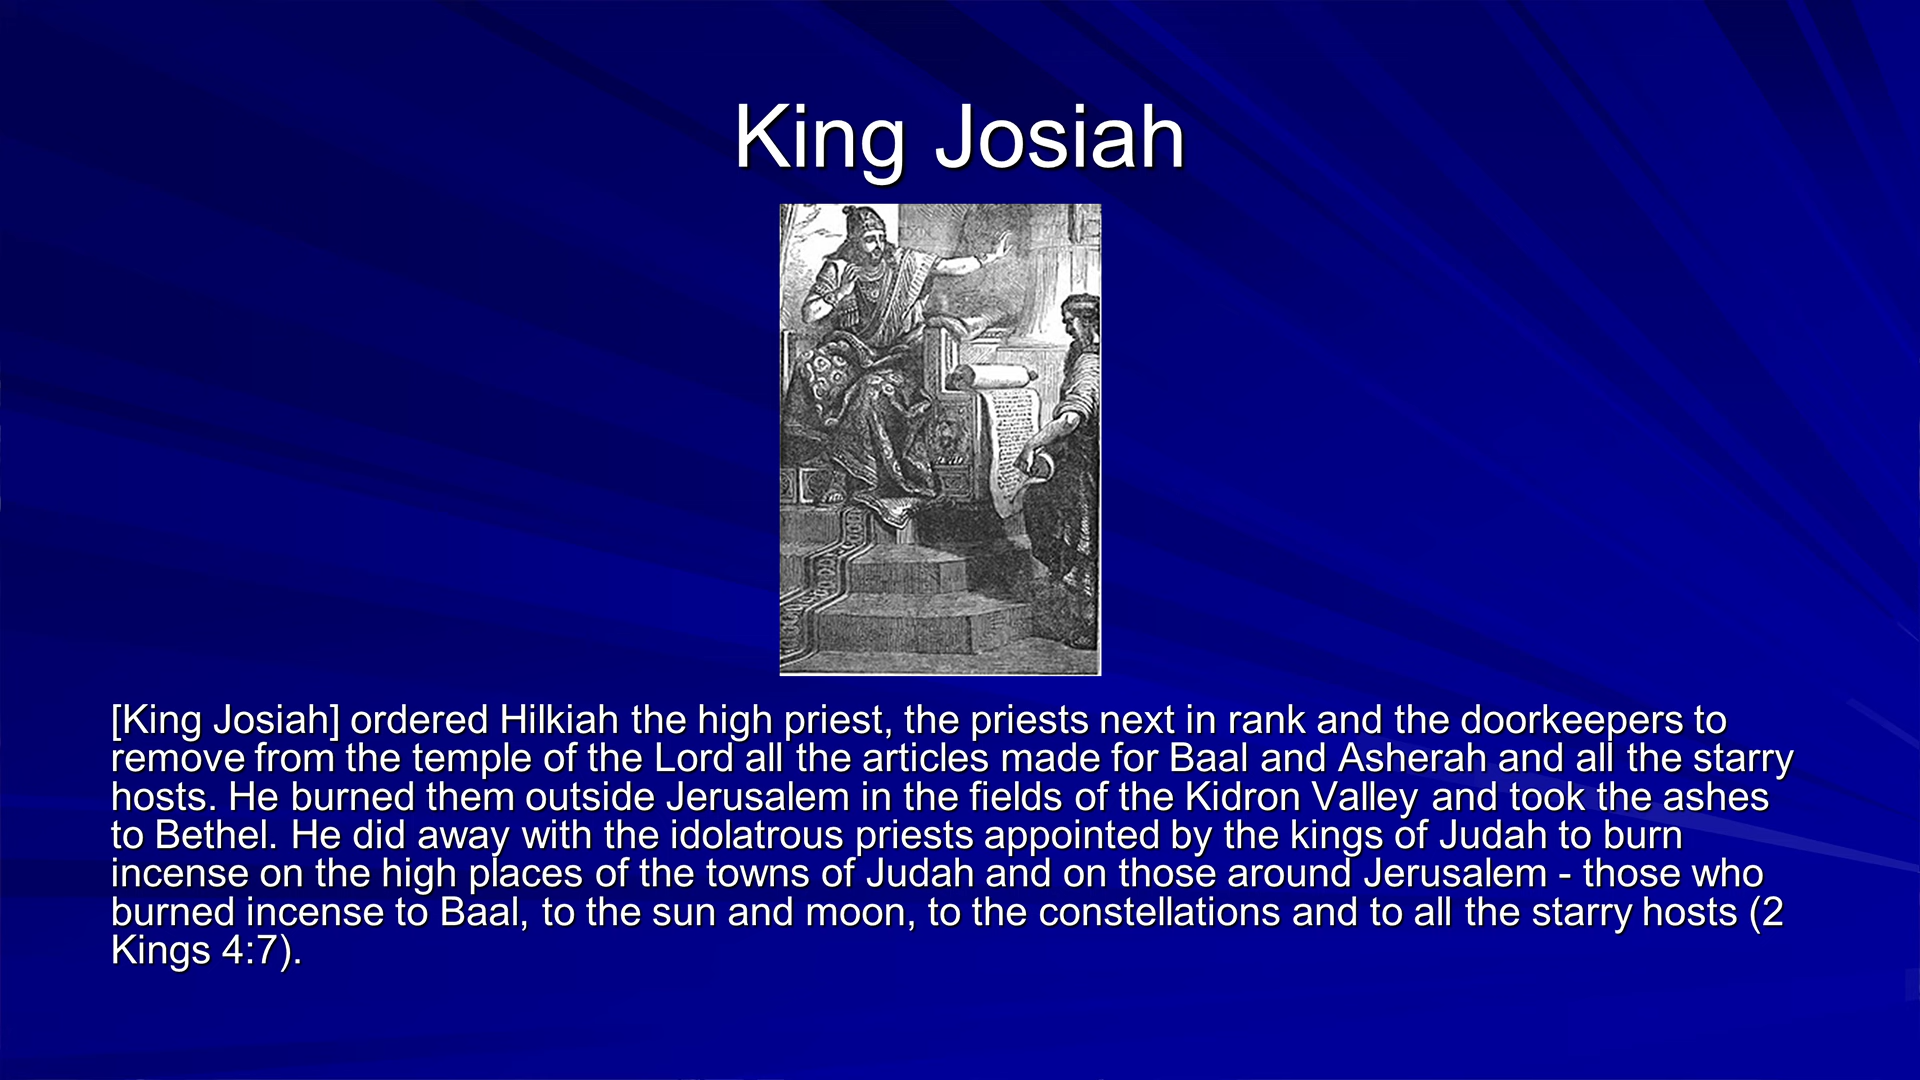 King Josiah
[King Josiah] ordered Hilkiah the high priest, the priests next in rank and the doorkeepers to
remove from the temple of the Lord all the articles made for Baal and Asherah and all the starry
hosts. He burned them outside Jerusalem in the fields of the Kidron Valley and took the ashes
to Bethel. He did away with the idolatrous priests appointed by the kings of Judah to burn
incense on the high places of the towns of Judah and on those around Jerusalem - those who
burned incense to Baal, to the sun and moon, to the constellations and to all the starry hosts (2
Kings 4:7).